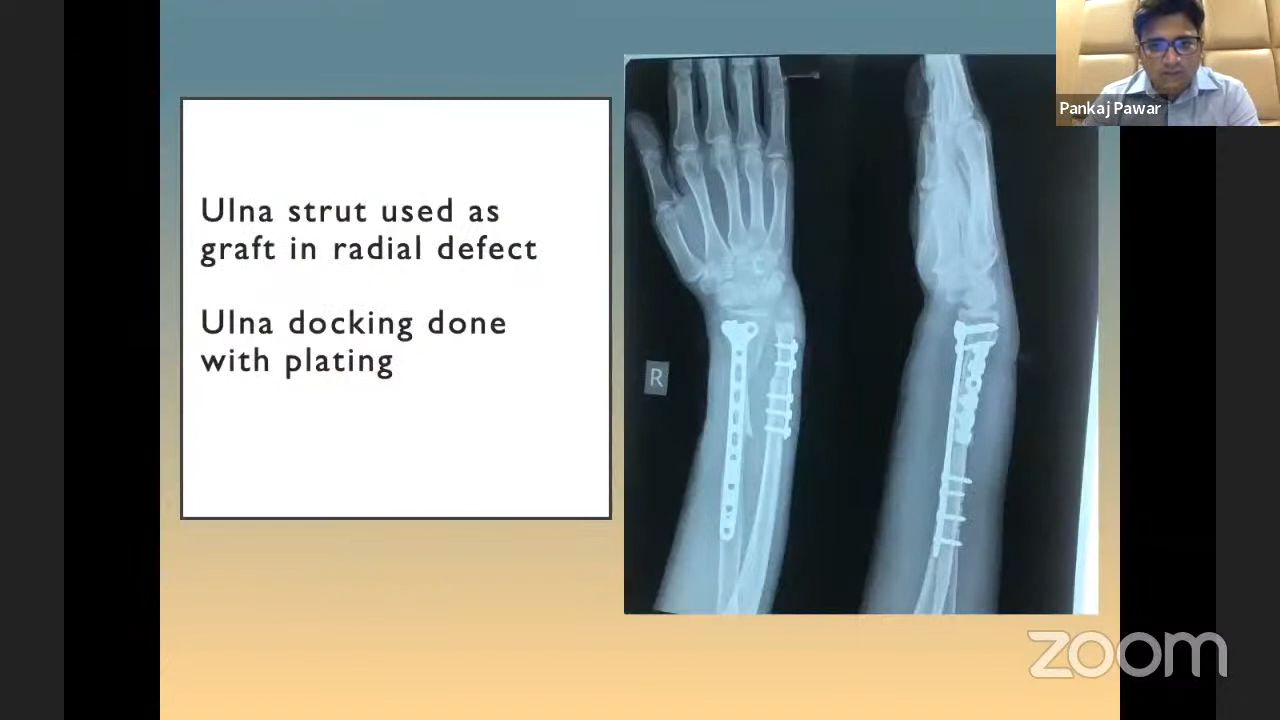 Ulna strut used as
graft in radial defect
Ulna docking done
with plating
R
Pankaj Pawar
zoom